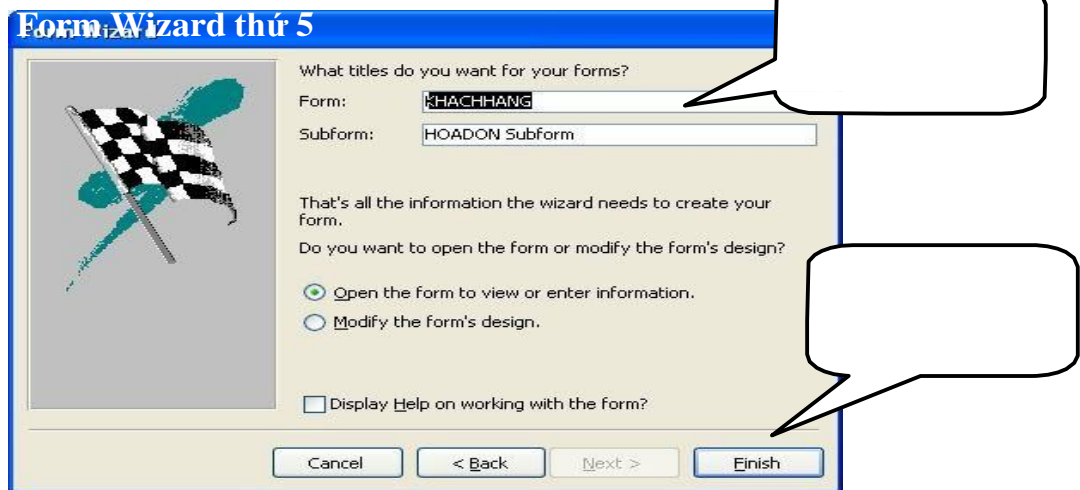 Form Wizard thứ 5
Form Wizard
What titles do you want for your forms?
Form: KHACHHANG
Subform: HOADON Subform
That's all the information the wizard needs to create your
form.
Do you want to open the form or modify the form's design?
Open the form to view or enter information.
Modify the form's design.
Display Help on working with the form?
Cancel < Back Next > Finish